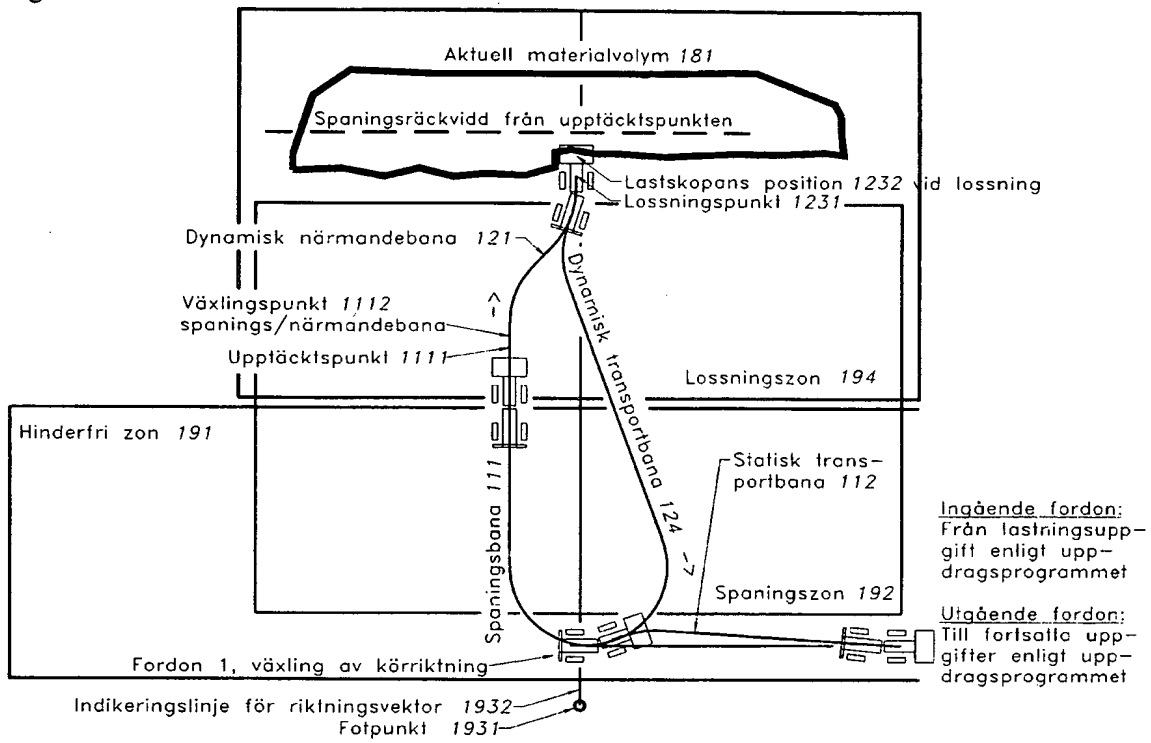 Aktuell materialvolym 181
Spaningsräckvidd från upptäcktspunkten
Lastskopans position 1232 vid lossning
Lossningspunkt 1231
Dynamisk närmandebana 121
Växlingspunkt 1112
spanings/närmandebana
Upptäcktspunkt 1111
Dynamisk transportbana 124 -->
Lossningszon 194
Hinderfri zon 191
Spaningsbana 111
-->
Statisk trans-
portbana 112
Ingående fordon:
Från lastningsupp-
gift enligt upp-
dragsprogrammet
Spaningszon 192
Utgående fordon:
Till fortsatta upp-
gifter enligt upp-
dragsprogrammet
Fordon 1, växling av körriktning
Indikeringslinje för riktningsvektor 1932
Fotpunkt 1931